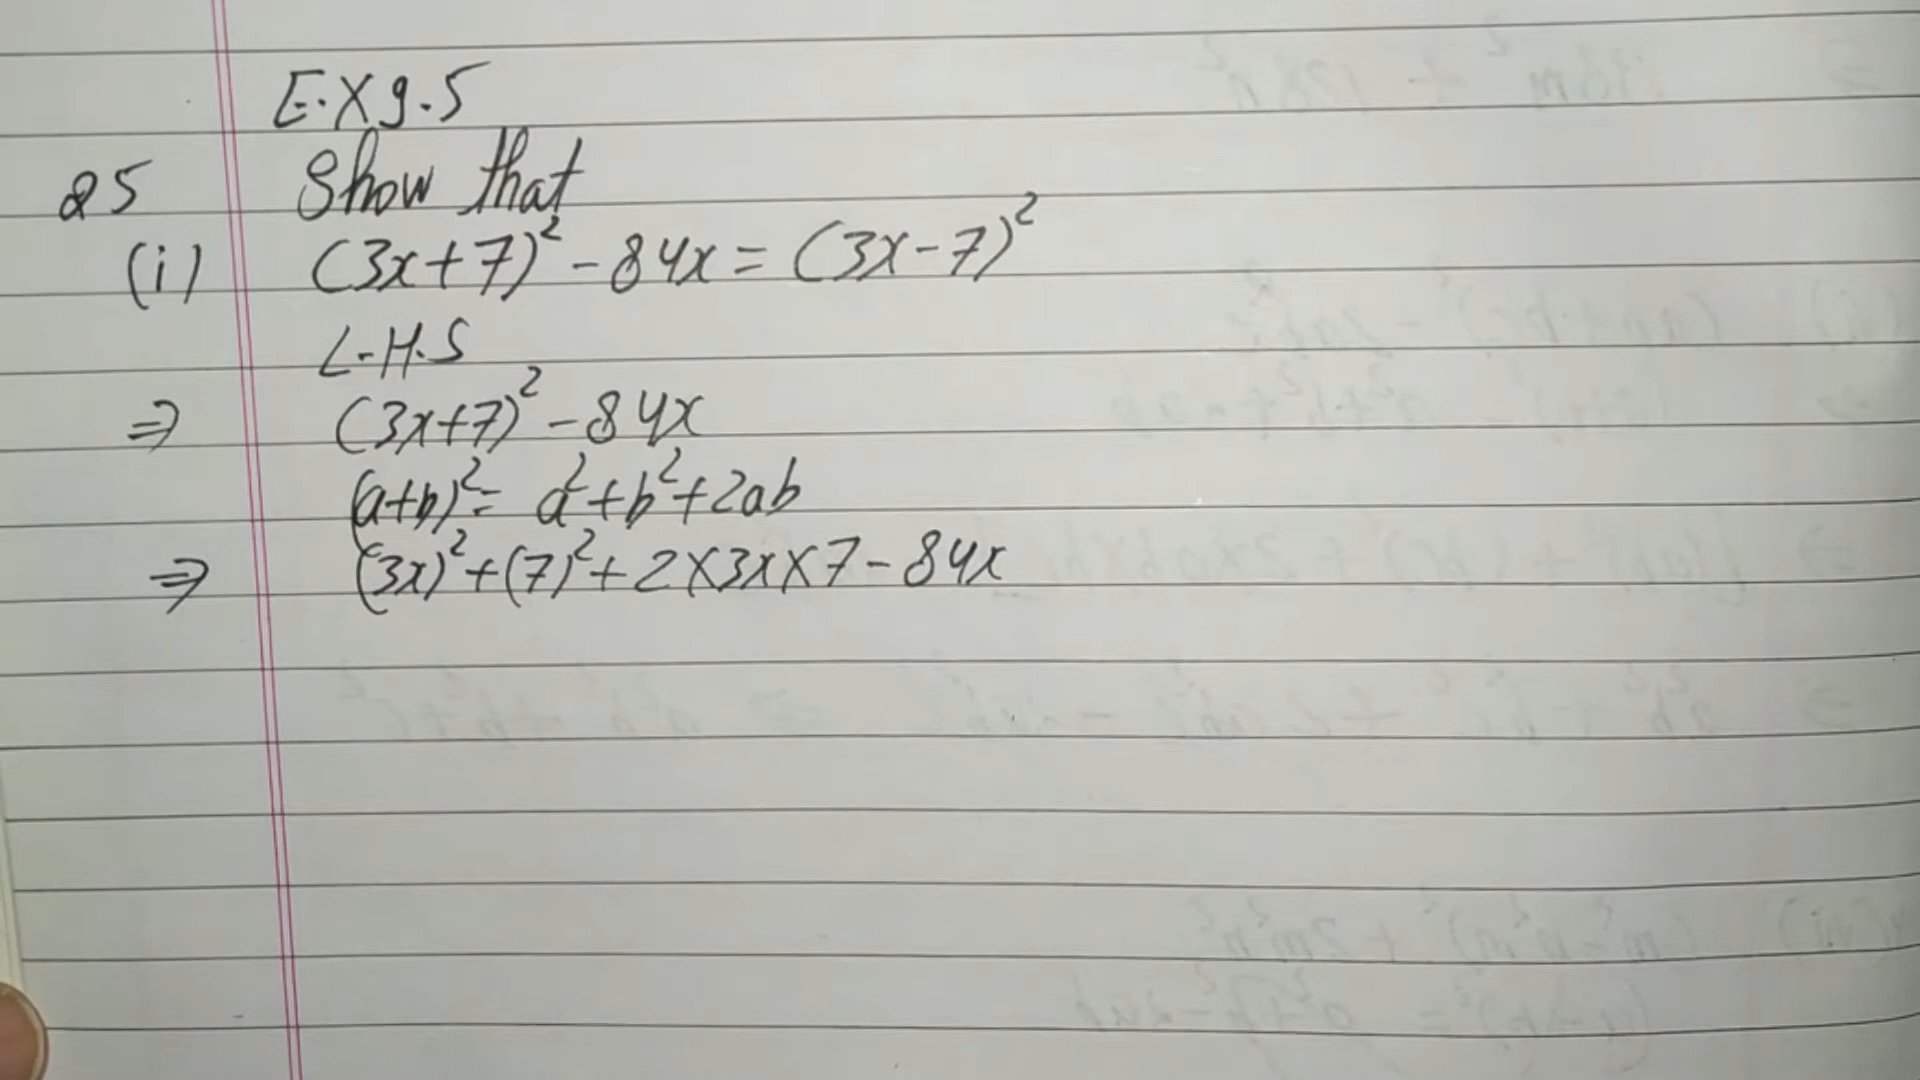 E.X 9.5
Q5 Show that
(i) (3x+7)² - 84x = (3x-7)²
L.H.S
⇒ (3x+7)² - 84x
(a+b)² = a²+b²+2ab
⇒ (3x)²+(7)²+2×3x×7-84x